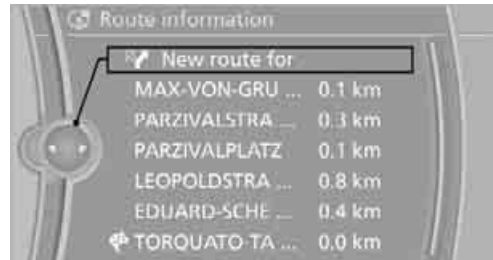 Route information
New route for
MAX-VON-GRU ... 0.1 km
PARZIVALSTRA ... 0.3 km
PARZIVALPLATZ 0.1 km
LEOPOLDSTRA ... 0.8 km
EDUARD-SCHE ... 0.4 km
TORQUATO-TA ... 0.0 km